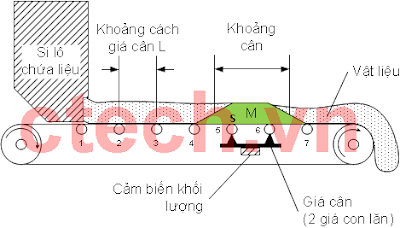 Khoảng cách
giá cân L
Khoảng
cân
Si lô
chứa liệu
Vật liệu
M
S
ctech.vn
1 2 3 4 5 6 7
Cảm biến khối
lượng
Giá cân
(2 giá con lăn)